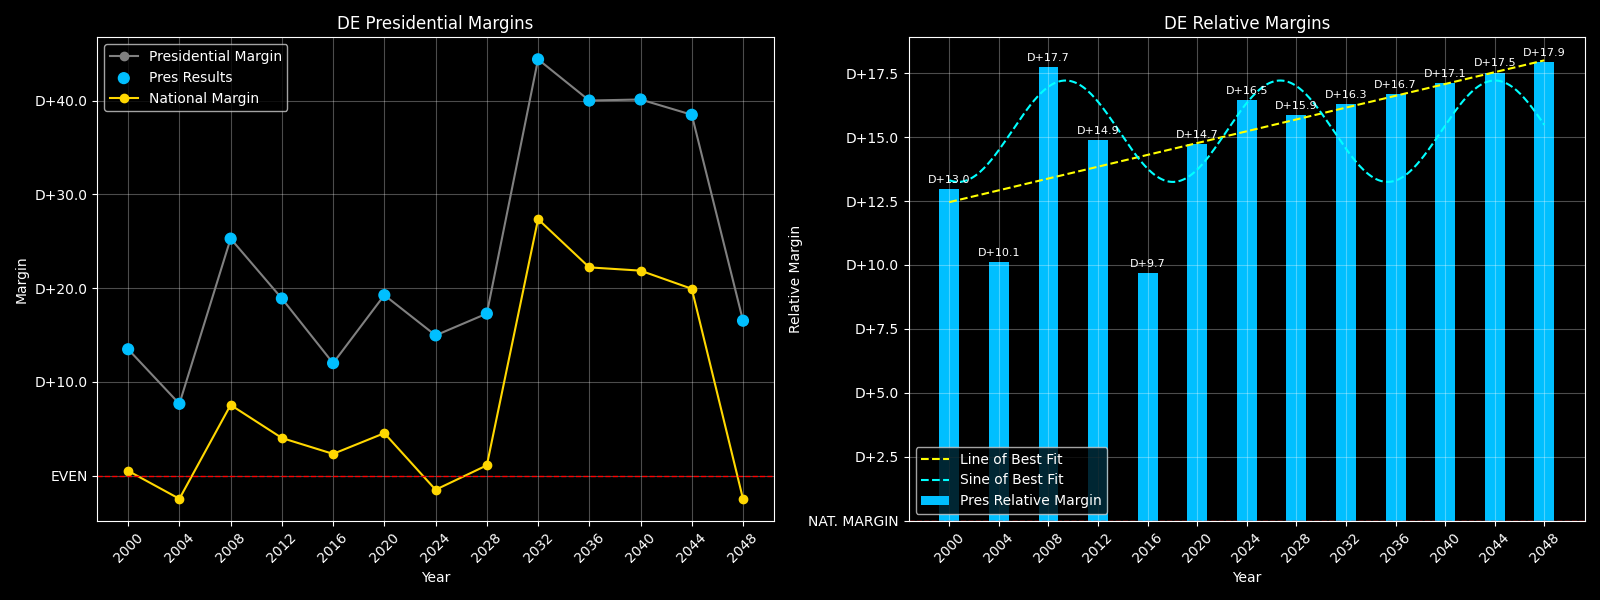 DE Presidential Margins
Presidential Margin
Pres Results
National Margin
D+40.0
D+30.0
D+20.0
D+10.0
EVEN
Margin
2000
2004
2008
2012
2016
2020
2024
2028
2032
2036
2040
2044
2048
Year
DE Relative Margins
D+17.5
D+15.0
D+12.5
D+10.0
D+7.5
D+5.0
D+2.5
NAT. MARGIN
Relative Margin
D+13.0
D+10.1
D+17.7
D+14.9
D+9.7
D+14.7
D+16.5
D+15.9
D+16.3
D+16.7
D+17.1
D+17.5
D+17.9
Line of Best Fit
Sine of Best Fit
Pres Relative Margin
2000
2004
2008
2012
2016
2020
2024
2028
2032
2036
2040
2044
2048
Year